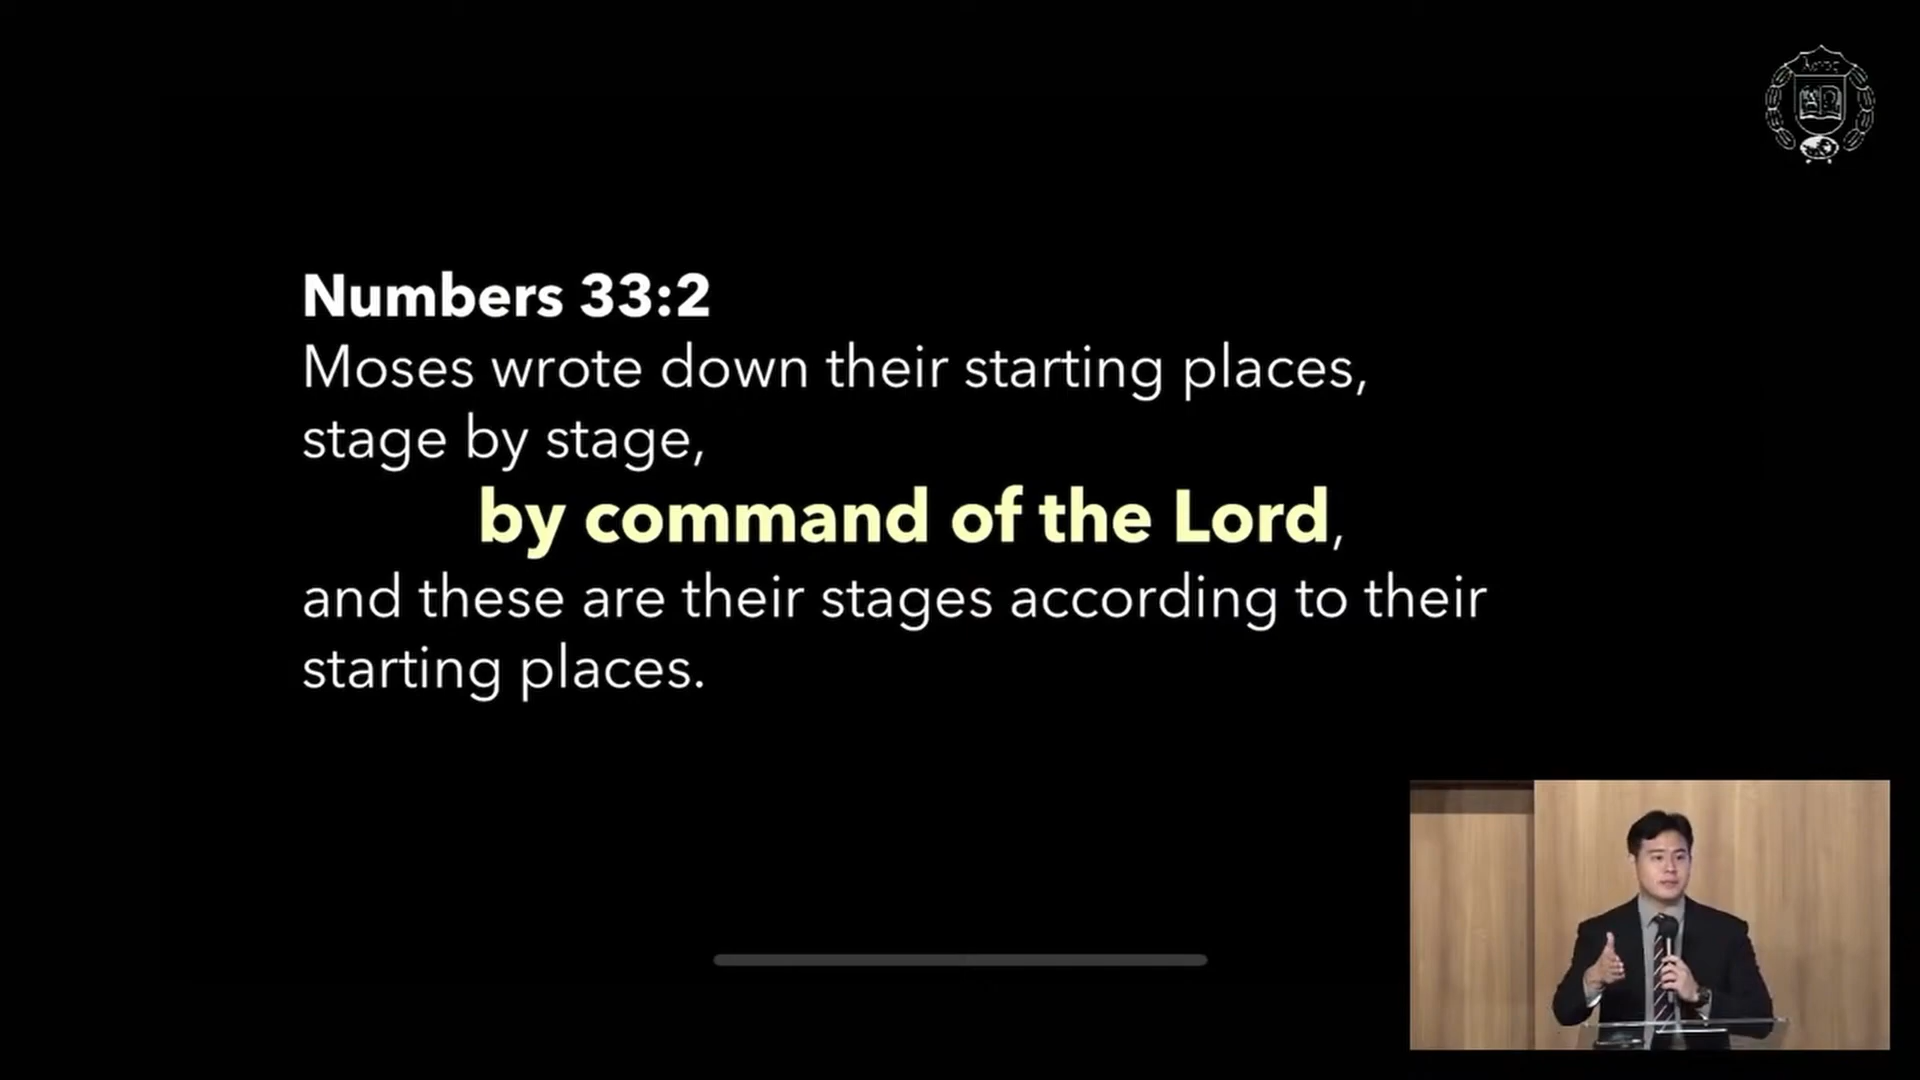 Numbers 33:2
Moses wrote down their starting places,
stage by stage,
by command of the Lord,
and these are their stages according to their
starting places.